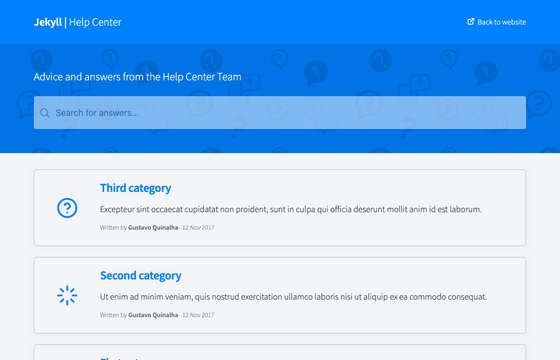 Jekyll | Help Center
Back to website
Advice and answers from the Help Center Team
Search for answers...
Third category
Excepteur sint occaecat cupidatat non proident, sunt in culpa qui officia deserunt mollit anim id est laborum.
Written by Gustavo Quinalha · 12 Nov 2017
Second category
Ut enim ad minim veniam, quis nostrud exercitation ullamco laboris nisi ut aliquip ex ea commodo consequat.
Written by Gustavo Quinalha · 12 Nov 2017